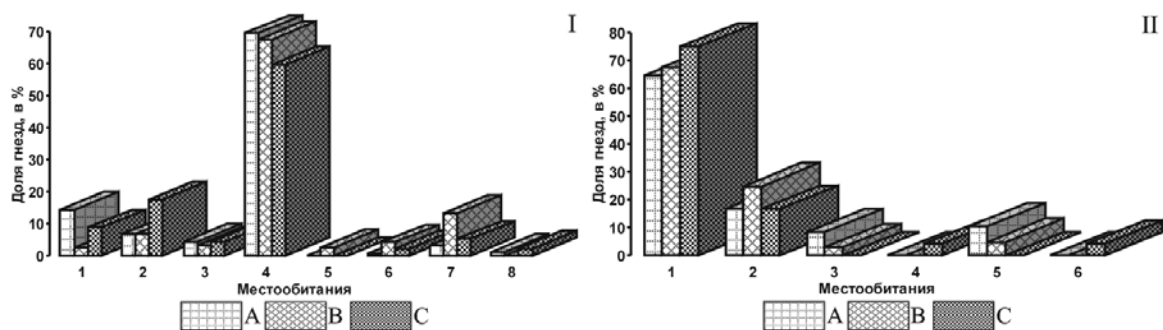 I
Доля гнезд, в %
70
60
50
40
30
20
10
0
1 2 3 4 5 6 7 8
Местообитания
A B C
II
Доля гнезд, в %
80
70
60
50
40
30
20
10
0
1 2 3 4 5 6
Местообитания
A B C